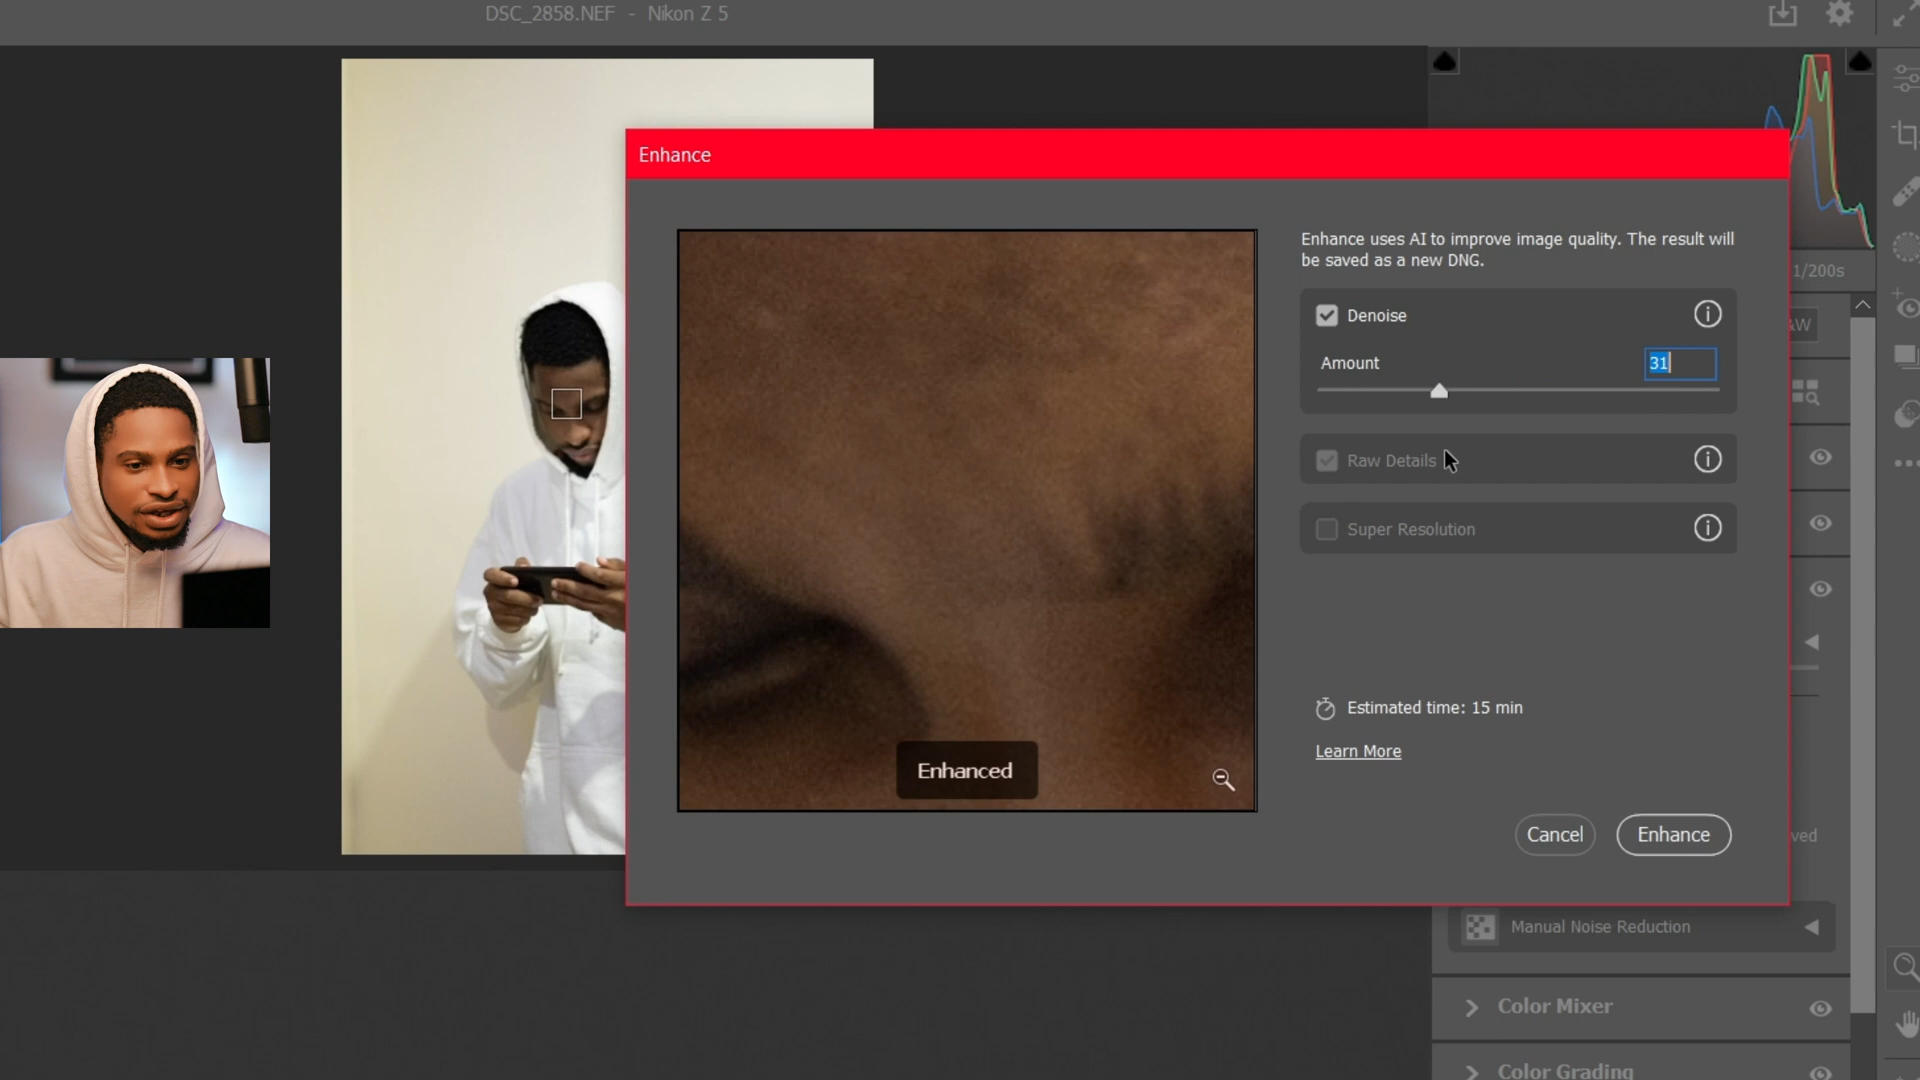 DSC_2858.NEF - Nikon Z 5
Enhance
Enhance uses AI to improve image quality. The result will
be saved as a new DNG.
1/200s
Denoise
Amount
31
Raw Details
Super Resolution
Enhanced
Estimated time: 15 min
Learn More
Cancel
Enhance
Manual Noise Reduction
Color Mixer
Color Grading